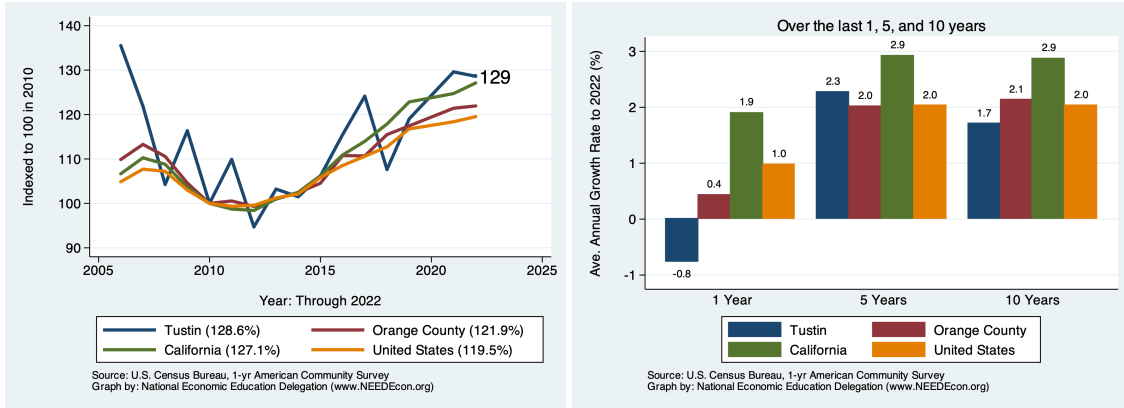 Indexed to 100 in 2010
140
130
120
110
100
90
129
2005 2010 2015 2020 2025
Year: Through 2022
Tustin (128.6%) Orange County (121.9%)
California (127.1%) United States (119.5%)
Source: U.S. Census Bureau, 1-yr American Community Survey
Graph by: National Economic Education Delegation (www.NEEDEcon.org)
Over the last 1, 5, and 10 years
Ave. Annual Growth Rate to 2022 (%)
3
2
1
0
-1
-0.8 0.4 1.9 1.0
2.3 2.0 2.9 2.0
1.7 2.1 2.9 2.0
1 Year 5 Years 10 Years
Tustin Orange County
California United States
Source: U.S. Census Bureau, 1-yr American Community Survey
Graph by: National Economic Education Delegation (www.NEEDEcon.org)